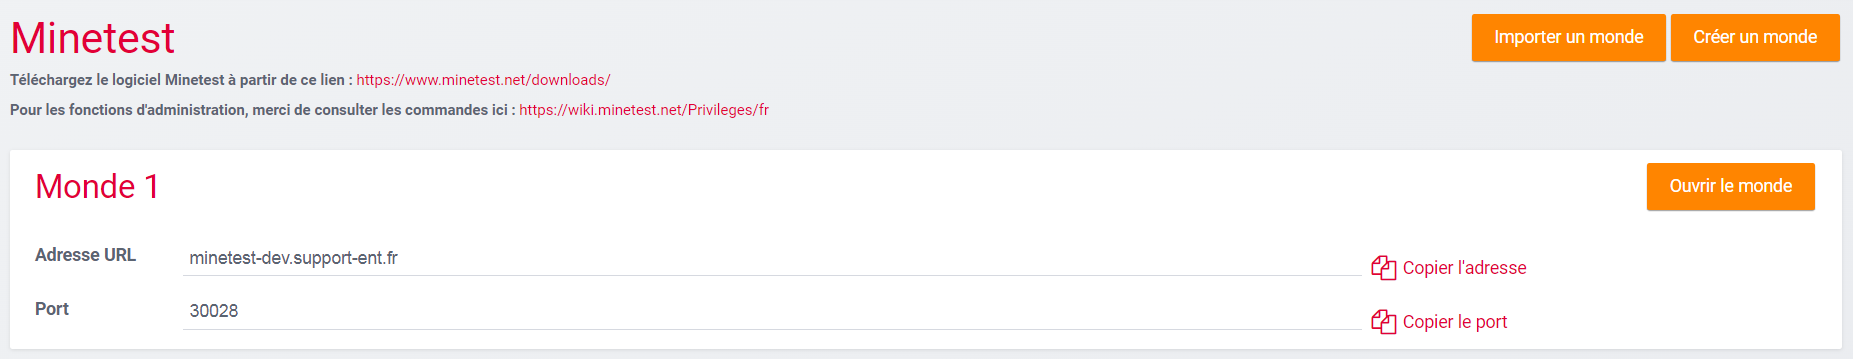 Minetest
Importer un monde
Créer un monde
Téléchargez le logiciel Minetest à partir de ce lien : https://www.minetest.net/downloads/
Pour les fonctions d'administration, merci de consulter les commandes ici : https://wiki.minetest.net/Privileges/fr
Monde 1
Ouvrir le monde
Adresse URL
minetest-dev.support-ent.fr
Copier l'adresse
Port
30028
Copier le port